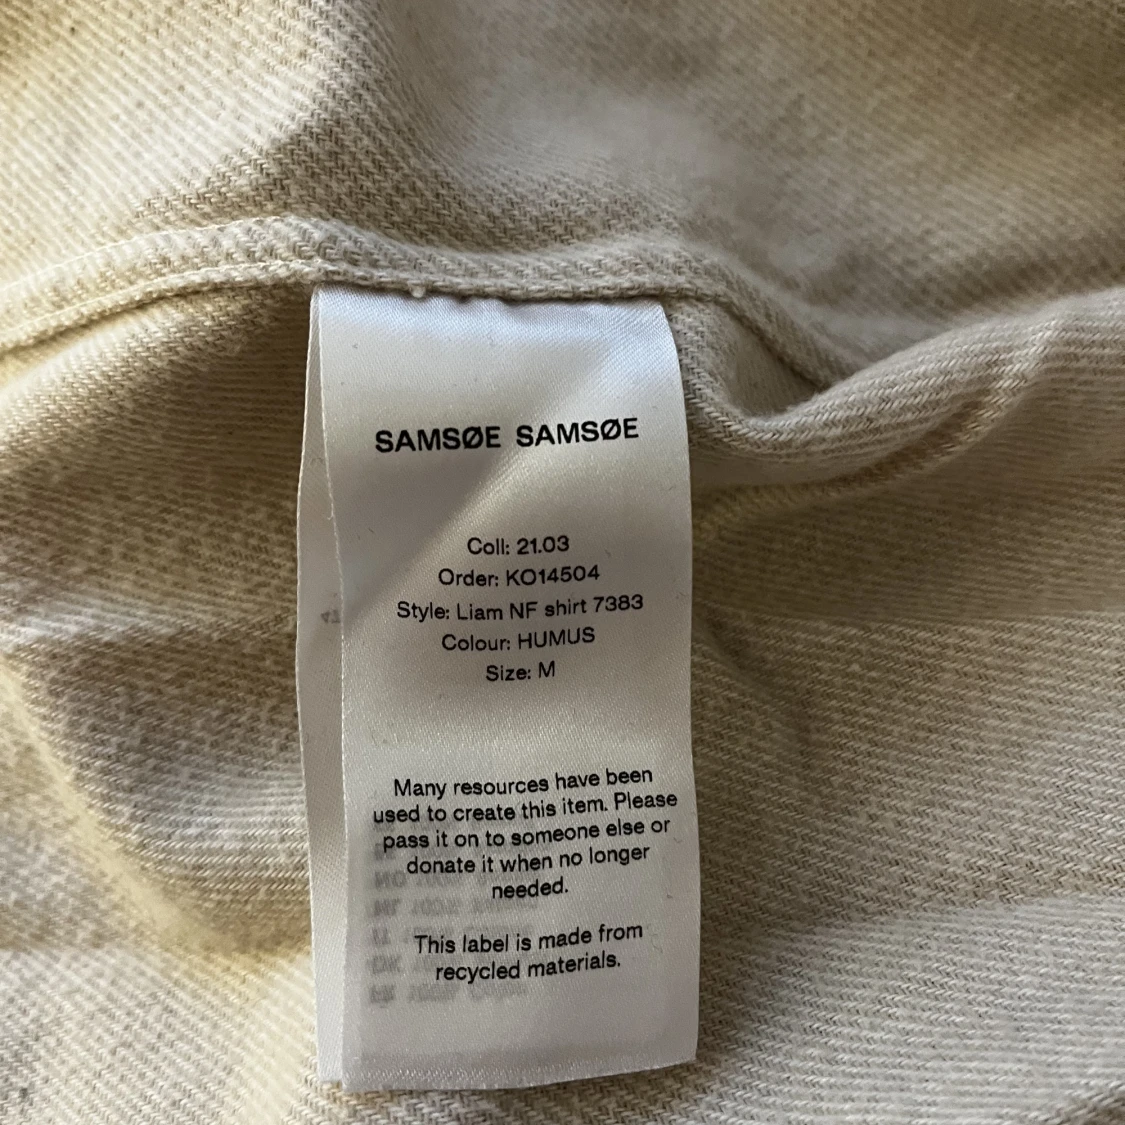 SAMSØE SAMSØE
Coll: 21.03
Order: KO14504
Style: Liam NF shirt 7383
Colour: HUMUS
Size: M
Many resources have been
used to create this item. Please
pass it on to someone else or
donate it when no longer
needed.
This label is made from
recycled materials.